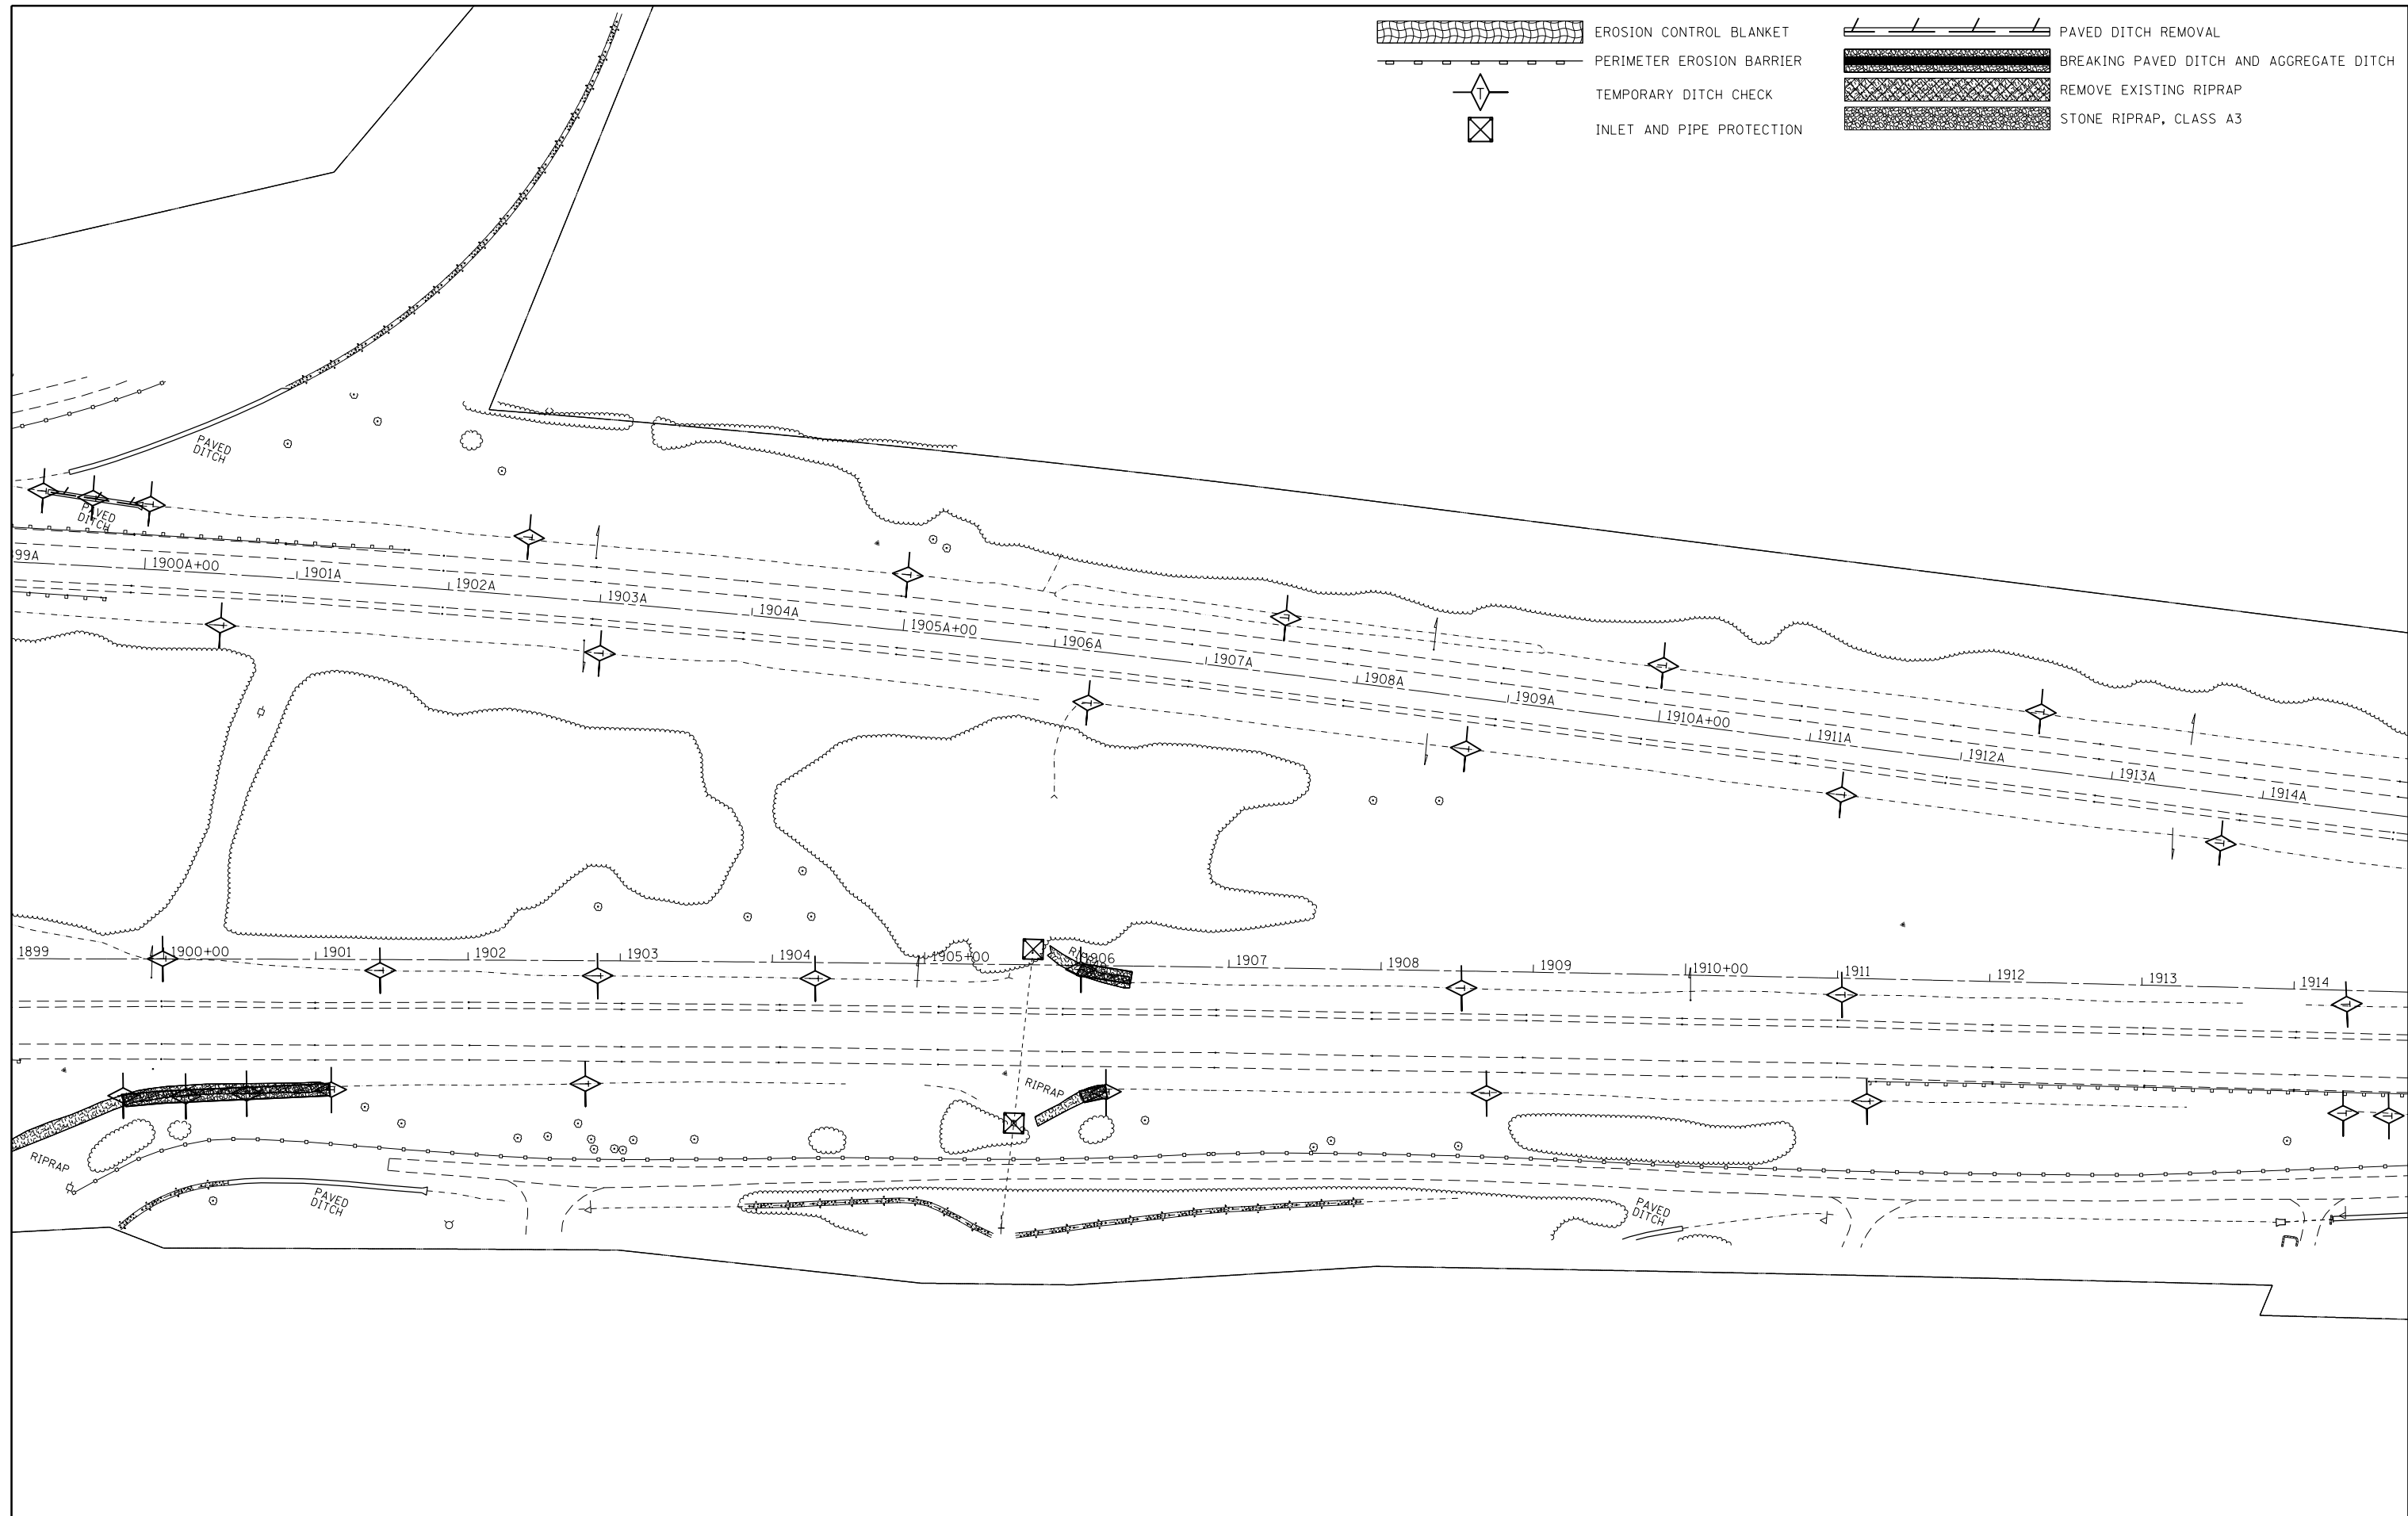 EROSION CONTROL BLANKET
PERIMETER EROSION BARRIER
TEMPORARY DITCH CHECK
INLET AND PIPE PROTECTION
PAVED DITCH REMOVAL
BREAKING PAVED DITCH AND AGGREGATE DITCH
REMOVE EXISTING RIPRAP
STONE RIPRAP, CLASS A3
T
PAVED
DITCH
PAVED
DITCH
99A
1900A+00
1901A
1902A
1903A
1904A
1905A+00
1906A
1907A
1908A
1909A
1910A+00
1911A
1912A
1913A
1914A
1899
1900+00
1901
1902
1903
1904
1905+00
1906
1907
1908
1909
1910+00
1911
1912
1913
1914
RIPRAP
RIPRAP
PAVED
DITCH
PAVED
DITCH